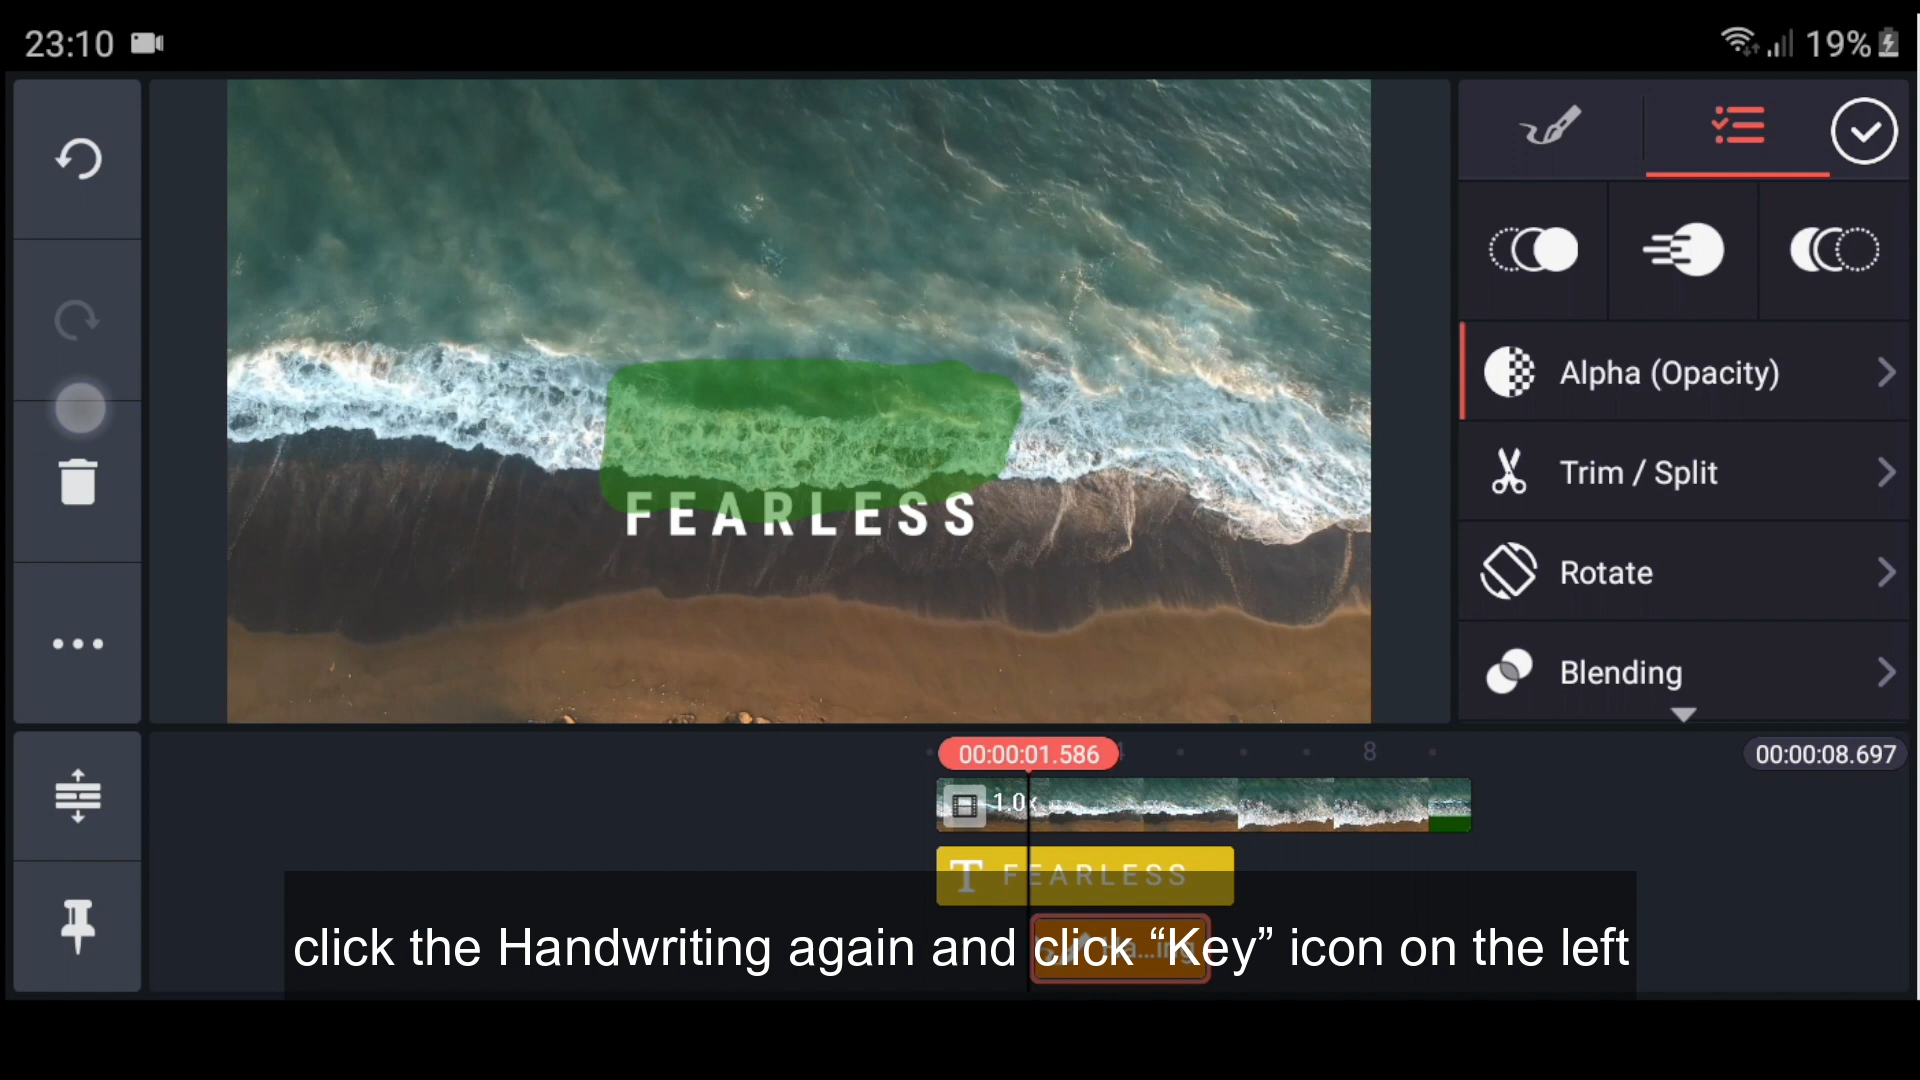 23:10
19%
Alpha (Opacity)
Trim / Split
Rotate
Blending
FEARLESS
00:00:01.586
8
00:00:08.697
1.0x
T FEARLESS
click the Handwriting again and click “Key” icon on the left